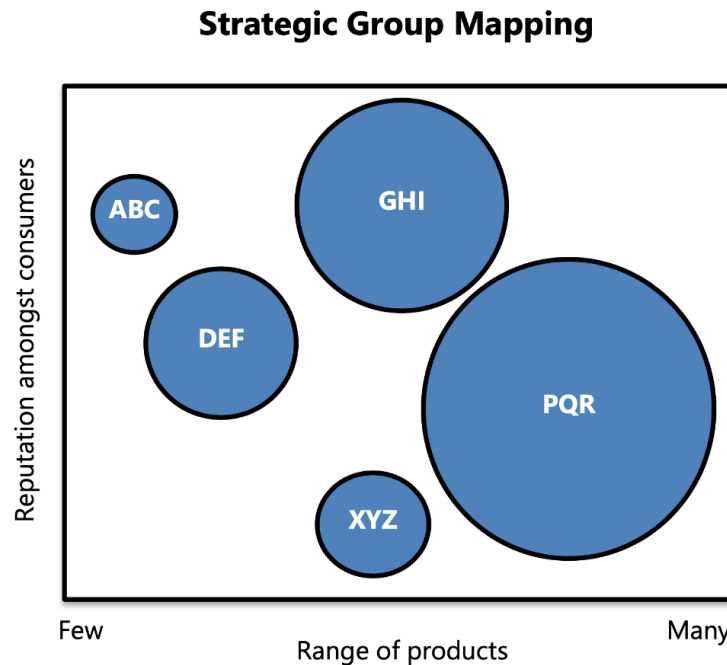 Strategic Group Mapping
Reputation amongst consumers
ABC
GHI
DEF
PQR
XYZ
Few
Many
Range of products